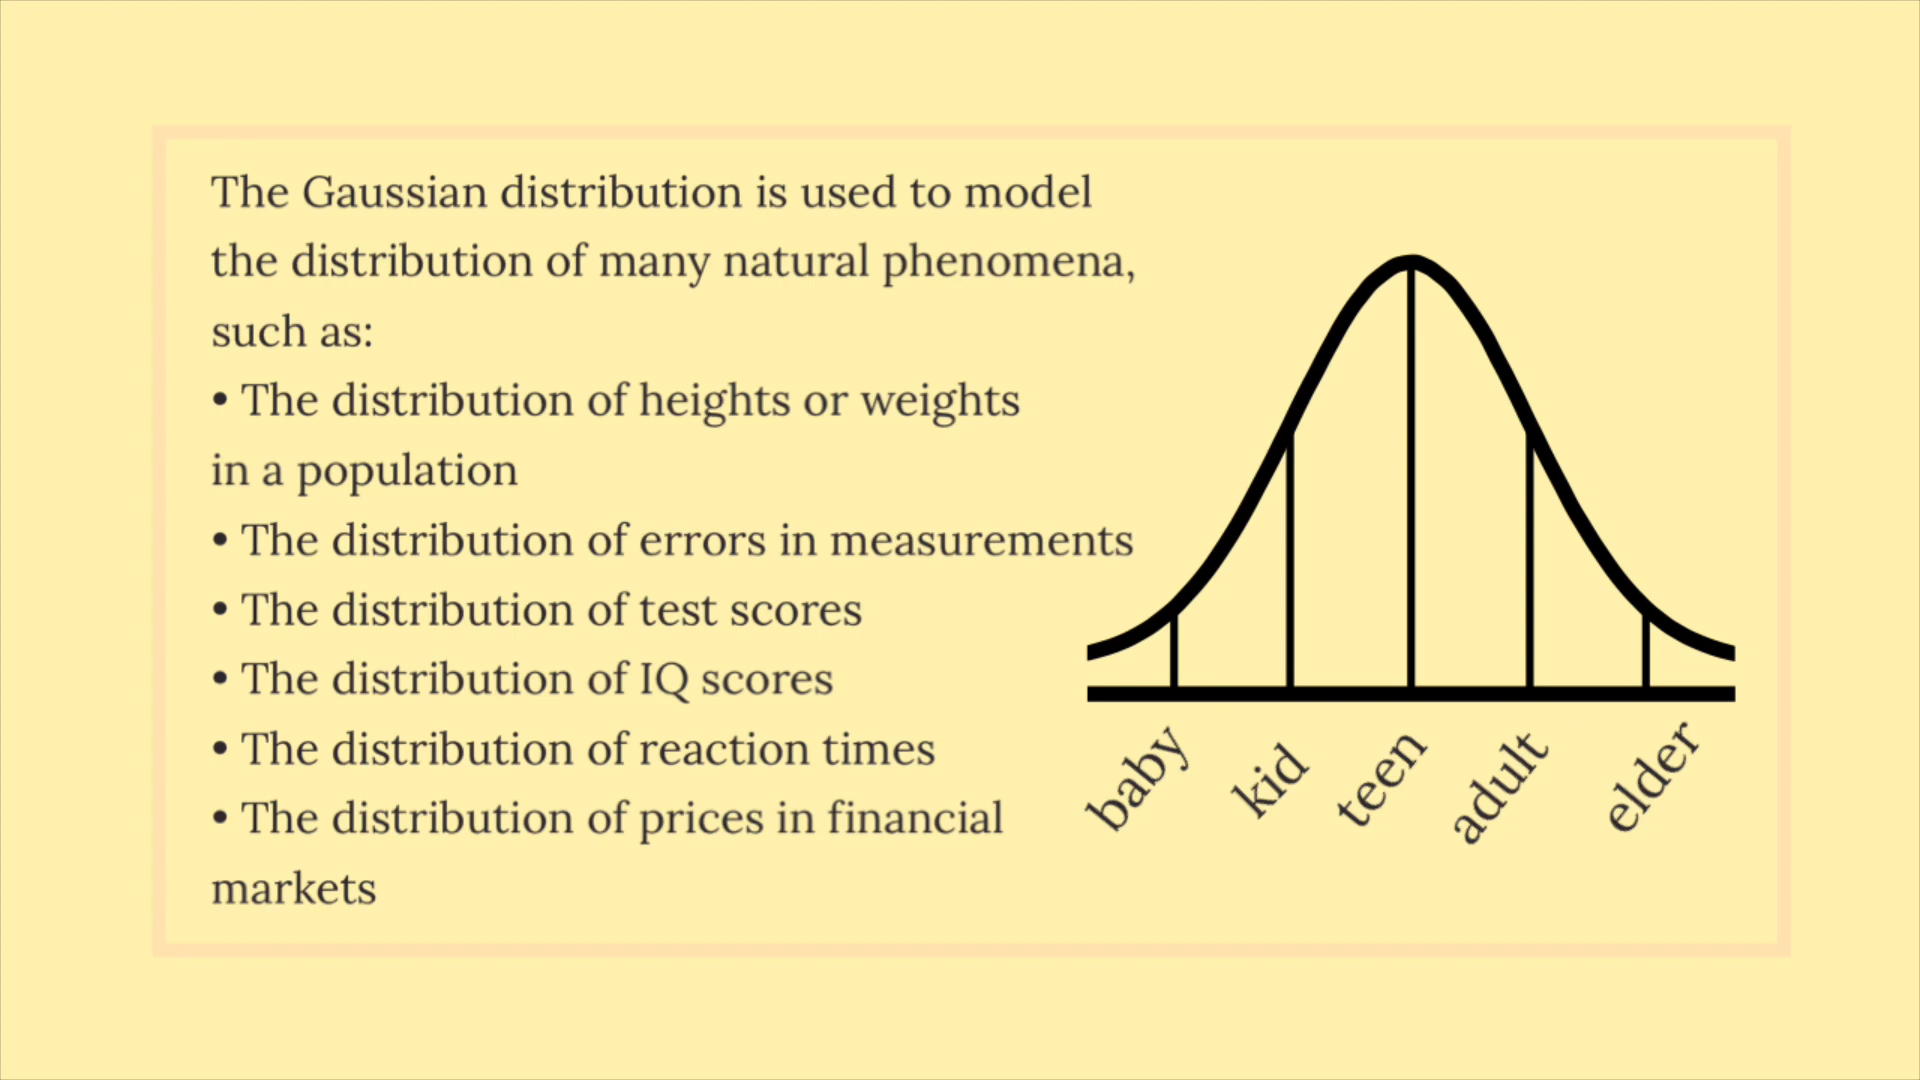 The Gaussian distribution is used to model
the distribution of many natural phenomena,
such as:
• The distribution of heights or weights
in a population
• The distribution of errors in measurements
• The distribution of test scores
• The distribution of IQ scores
• The distribution of reaction times
• The distribution of prices in financial
markets
baby
kid
teen
adult
elder